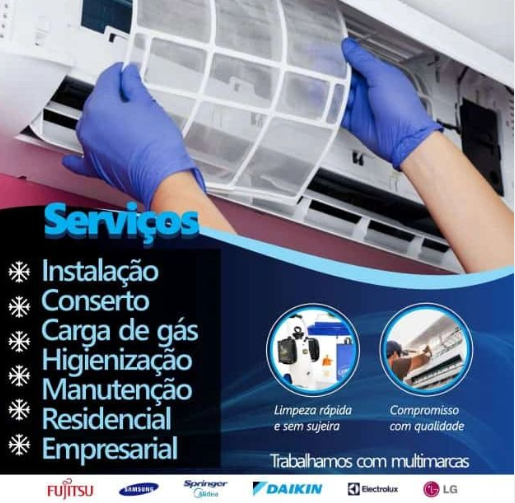 Serviços
Instalação
Conserto
Carga de gás
Higienização
Manutenção
Residencial
Empresarial
Limpeza rápida
e sem sujeira
Compromisso
com qualidade
Trabalhamos com multimarcas
FUJITSU
SAMSUNG
Springer
Midea
DAIKIN
Electrolux
LG